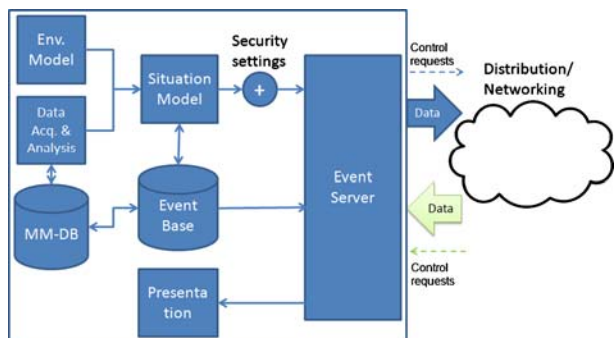 Env.
Model
Data
Acq. &
Analysis
MM-DB
Situation
Model
Event
Base
Presenta
tion
Security
settings
+
Event
Server
Control
requests
Data
Data
Control
requests
Distribution/
Networking